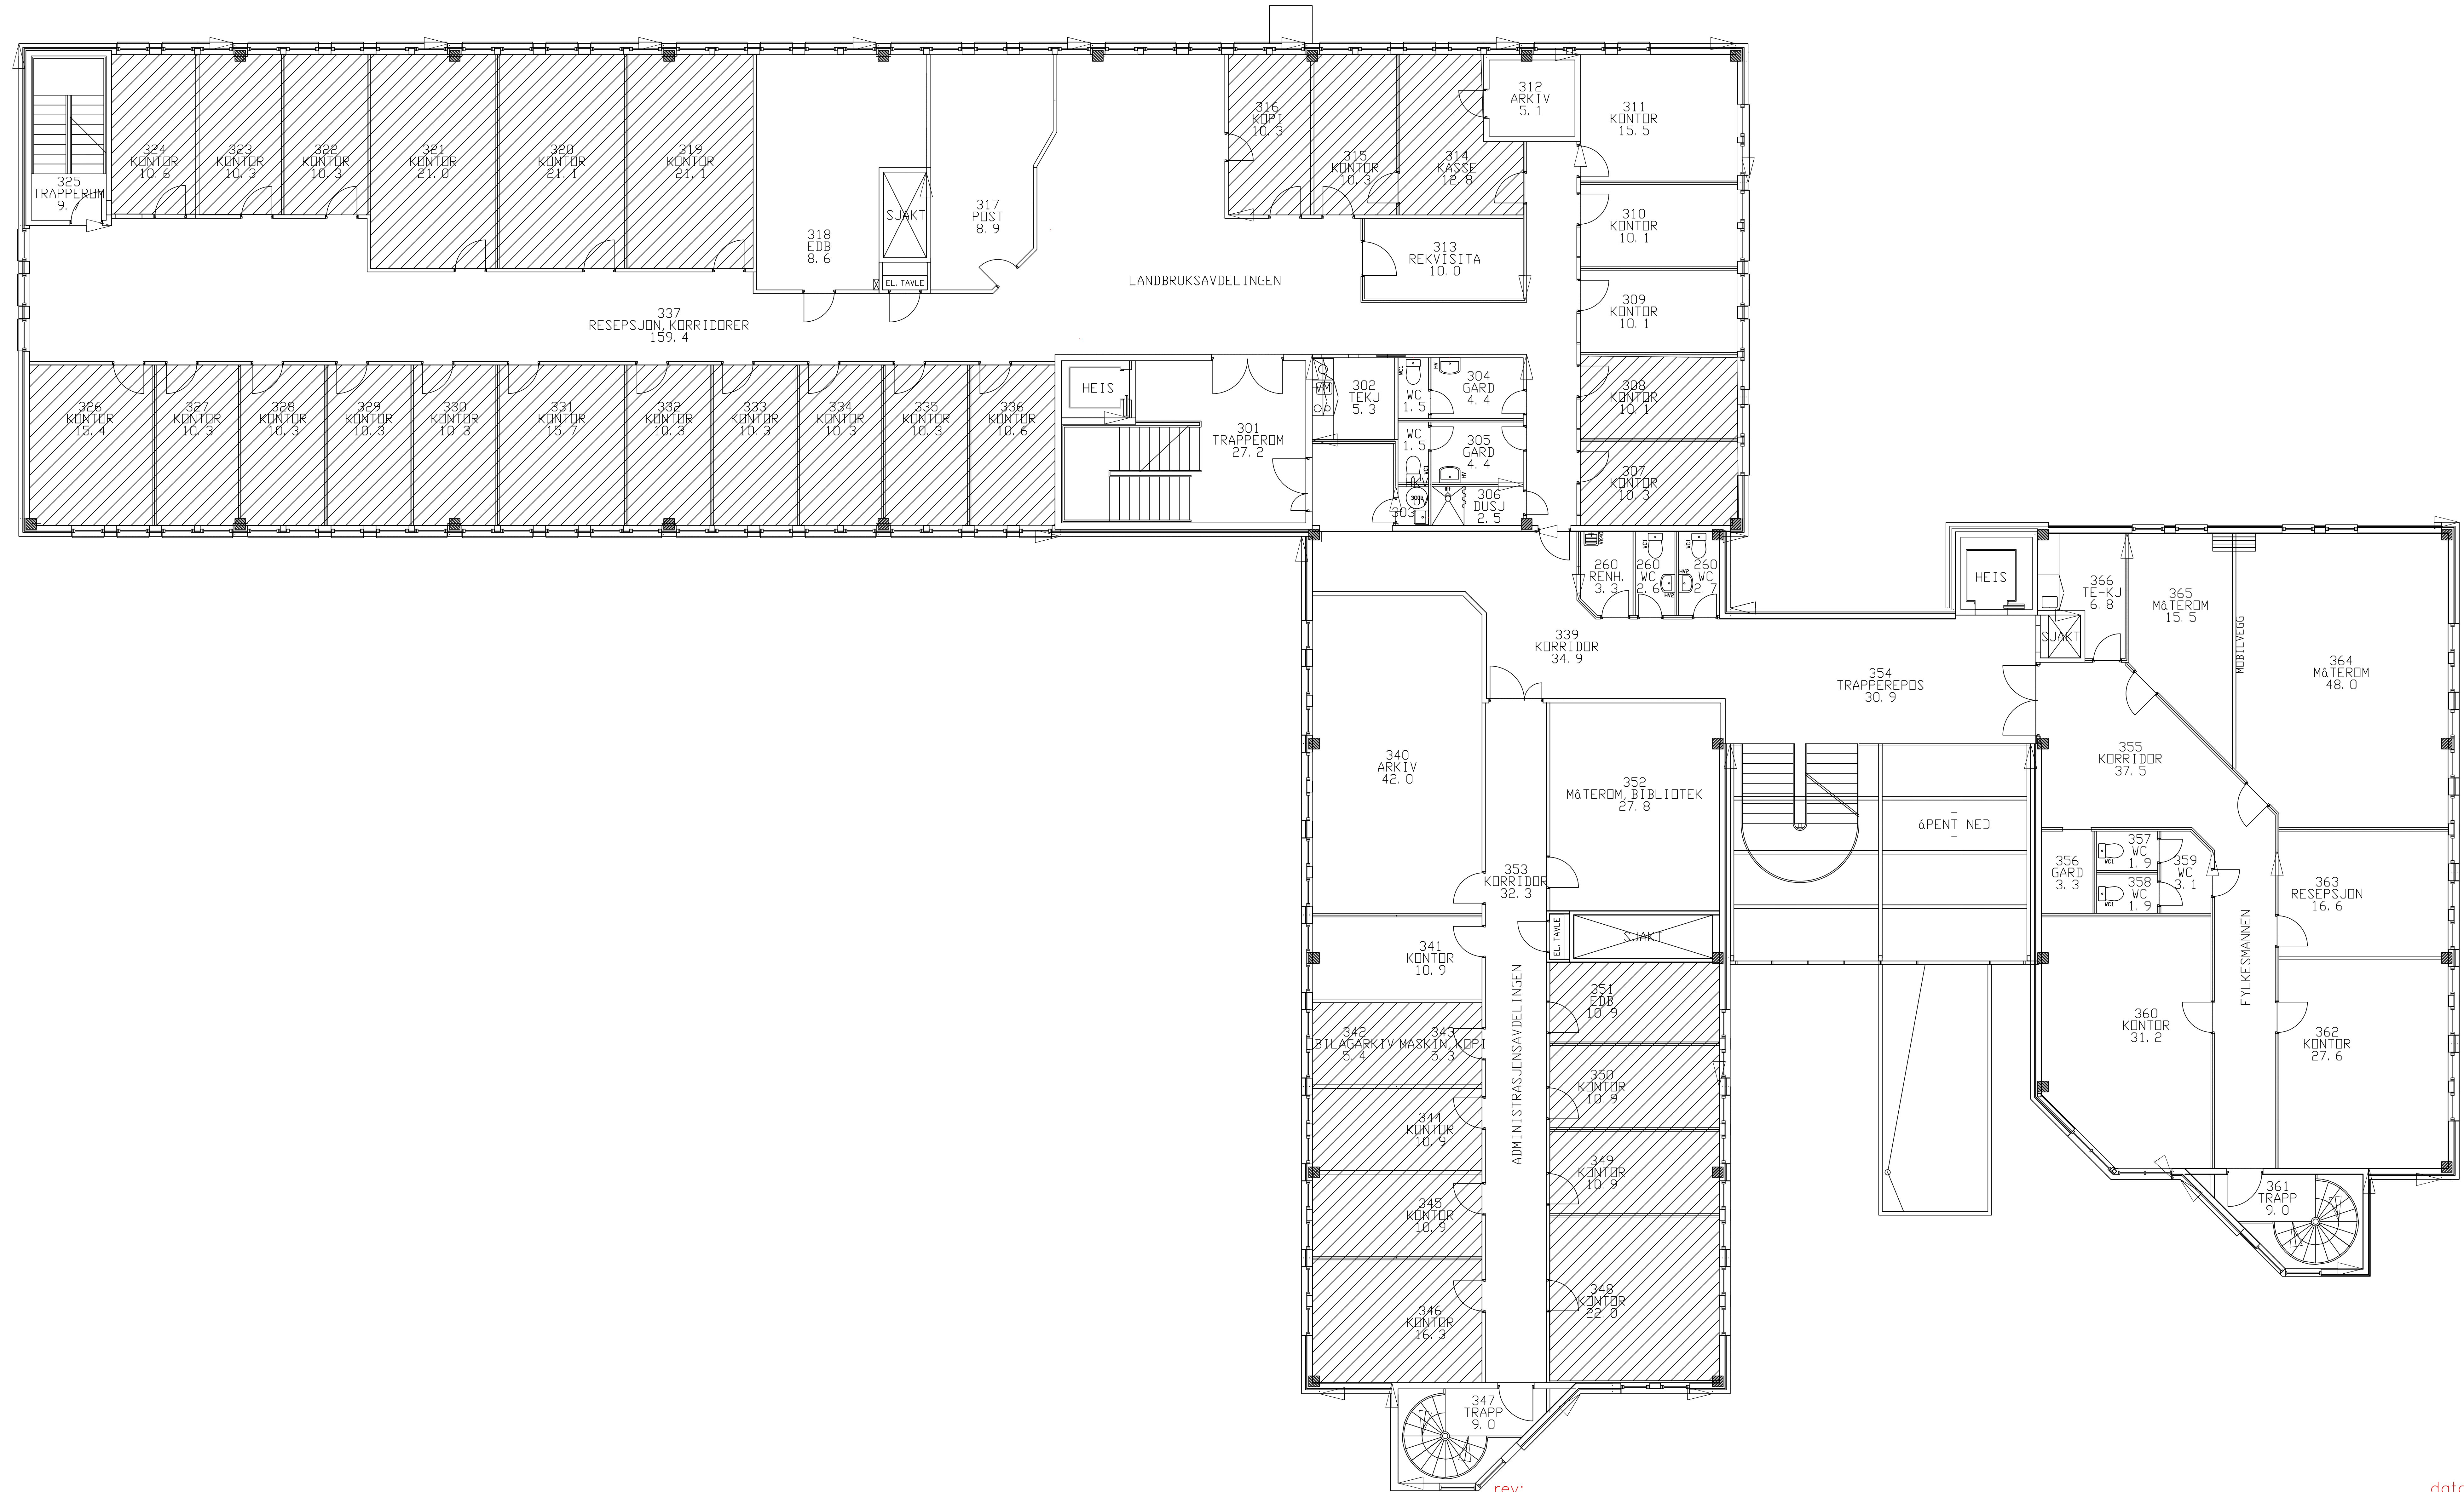 325
TRAPPEROM
9. 7
324
KONTOR
10. 6
323
KONTOR
10. 3
322
KONTOR
10. 3
321
KONTOR
21. 0
320
KONTOR
21. 1
319
KONTOR
21. 1
318
EDB
8. 6
SJAKT
EL. TAVLE
317
POST
8. 9
LANDBRUKSAVDELINGEN
316
KOPI
10. 3
315
KONTOR
10. 3
314
KASSE
12. 8
313
REKVISITA
10. 0
312
ARKIV
5. 1
311
KONTOR
15. 5
310
KONTOR
10. 1
309
KONTOR
10. 1
308
KONTOR
10. 1
307
KONTOR
10. 3
337
RESEPSJON, KORRIDORER
159. 4
326
KONTOR
15. 4
327
KONTOR
10. 3
328
KONTOR
10. 3
329
KONTOR
10. 3
330
KONTOR
10. 3
331
KONTOR
15. 7
332
KONTOR
10. 3
333
KONTOR
10. 3
334
KONTOR
10. 3
335
KONTOR
10. 3
336
KONTOR
10. 6
HEIS
301
TRAPPEROM
27. 2
VM
302
TEKJ
5. 3
WC1
WC
1. 5
HV
304
GARD
4. 4
WC
1. 5
WC1
305
GARD
4. 4
HV
303
306
DUSJ
2. 5
260
RENH.
3. 3
WC1
260
WC
2. 6
HV2
WC1
260
WC
2. 7
HV2
339
KORRIDOR
34. 9
354
TRAPPEREPOS
30. 9
340
ARKIV
42. 0
352
MåTEROM, BIBLIOTEK
27. 8
353
KORRIDOR
32. 3
EL. TAVLE
SJAKT
341
KONTOR
10. 9
342
BILAGARKIV
5. 4
343
MASKIN, KOPI
5. 3
344
KONTOR
10. 9
345
KONTOR
10. 9
346
KONTOR
16. 3
ADMINISTRASJONSAVDELINGEN
351
EDB
10. 9
350
KONTOR
10. 9
349
KONTOR
10. 9
348
KONTOR
22. 0
347
TRAPP
9. 0
åPENT NED
HEIS
366
TE-KJ
6. 8
SJAKT
365
MåTEROM
15. 5
MOBILVEGG
364
MåTEROM
48. 0
355
KORRIDOR
37. 5
356
GARD
3. 3
357
WC
1. 9
WC1
358
WC
1. 9
WC1
359
WC
3. 1
363
RESEPSJON
16. 6
FYLKESMANNEN
360
KONTOR
31. 2
362
KONTOR
27. 6
361
TRAPP
9. 0
rev: